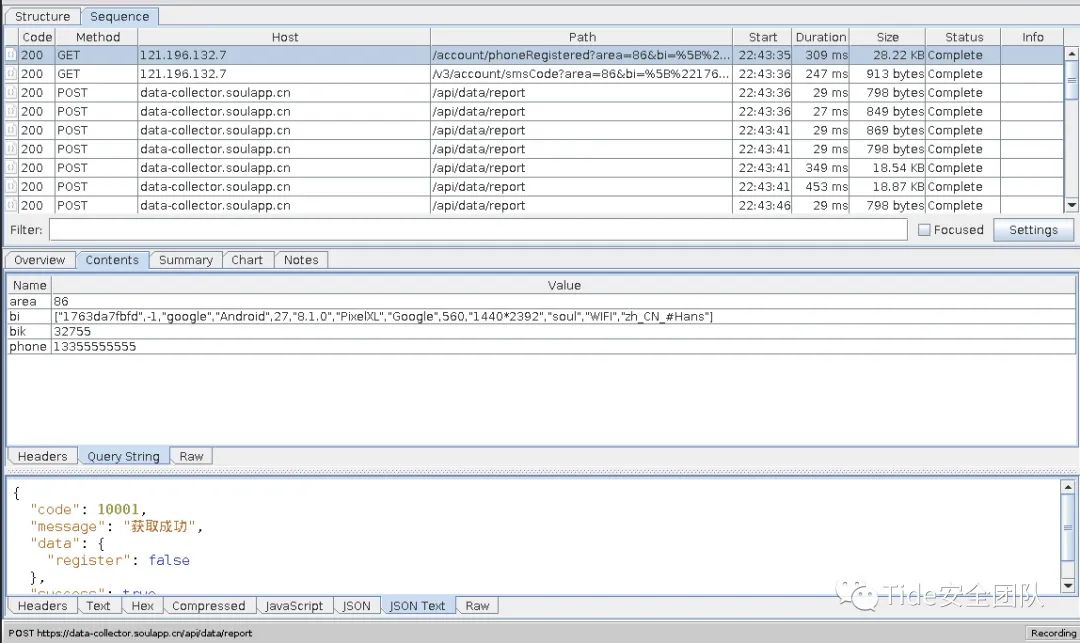 Structure Sequence
Code Method Host Path Start Duration Size Status Info
200 GET 121.196.132.7 /account/phoneRegistered?area=86&bi=%5B%2... 22:43:35 309 ms 28.22 KB Complete
200 GET 121.196.132.7 /v3/account/smsCode?area=86&bi=%5B%22176... 22:43:36 247 ms 913 bytes Complete
200 POST data-collector.soulapp.cn /api/data/report 22:43:36 29 ms 798 bytes Complete
200 POST data-collector.soulapp.cn /api/data/report 22:43:36 27 ms 849 bytes Complete
200 POST data-collector.soulapp.cn /api/data/report 22:43:41 29 ms 869 bytes Complete
200 POST data-collector.soulapp.cn /api/data/report 22:43:41 29 ms 798 bytes Complete
200 POST data-collector.soulapp.cn /api/data/report 22:43:41 349 ms 18.54 KB Complete
200 POST data-collector.soulapp.cn /api/data/report 22:43:41 453 ms 18.87 KB Complete
200 POST data-collector.soulapp.cn /api/data/report 22:43:46 29 ms 798 bytes Complete
Filter: Focused Settings
Overview Contents Summary Chart Notes
Name Value
area 86
bi ["1763da7fbfd",-1,"google","Android",27,"8.1.0","PixelXL","Google",560,"1440*2392","soul","WIFI","zh_CN_#Hans"]
bik 32755
phone 13355555555
Headers Query String Raw
{
"code": 10001,
"message": "获取成功",
"data": {
"register": false
},
"success": true
Tide安全团队
Headers Text Hex Compressed JavaScript JSON JSON Text Raw
POST https://data-collector.soulapp.cn/api/data/report Recording